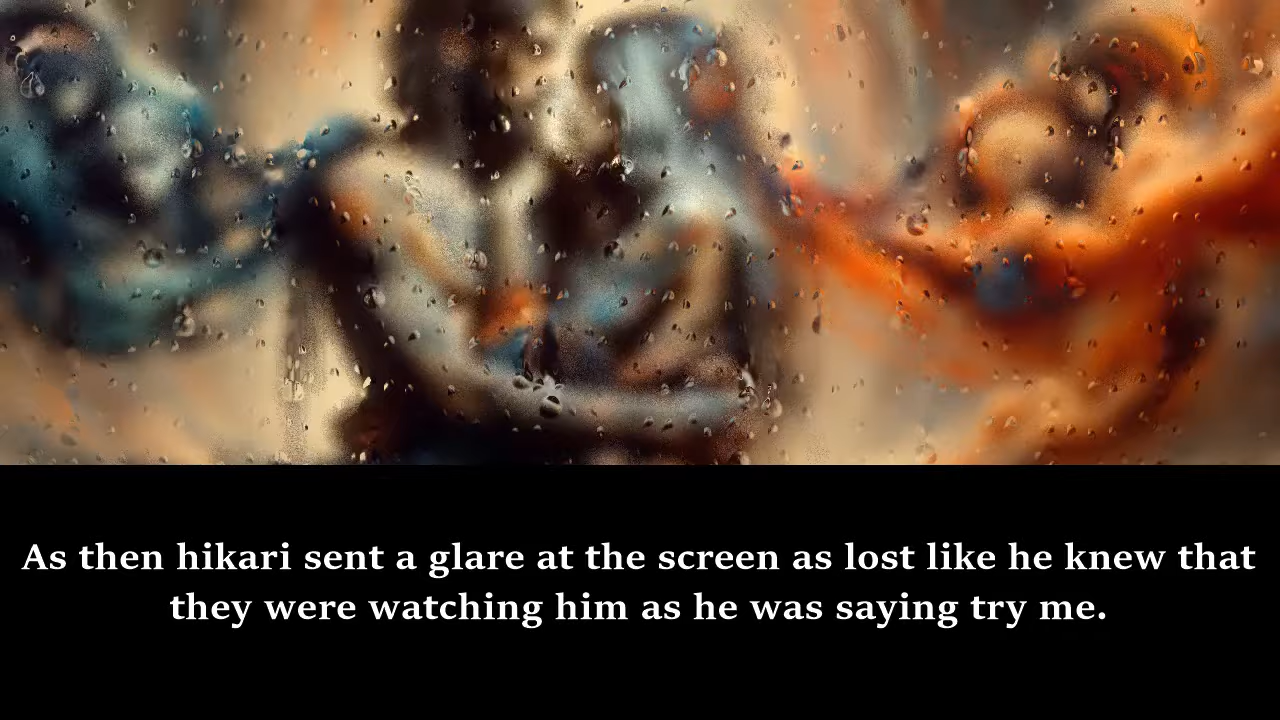 As then hikari sent a glare at the screen as lost like he knew that
they were watching him as he was saying try me.